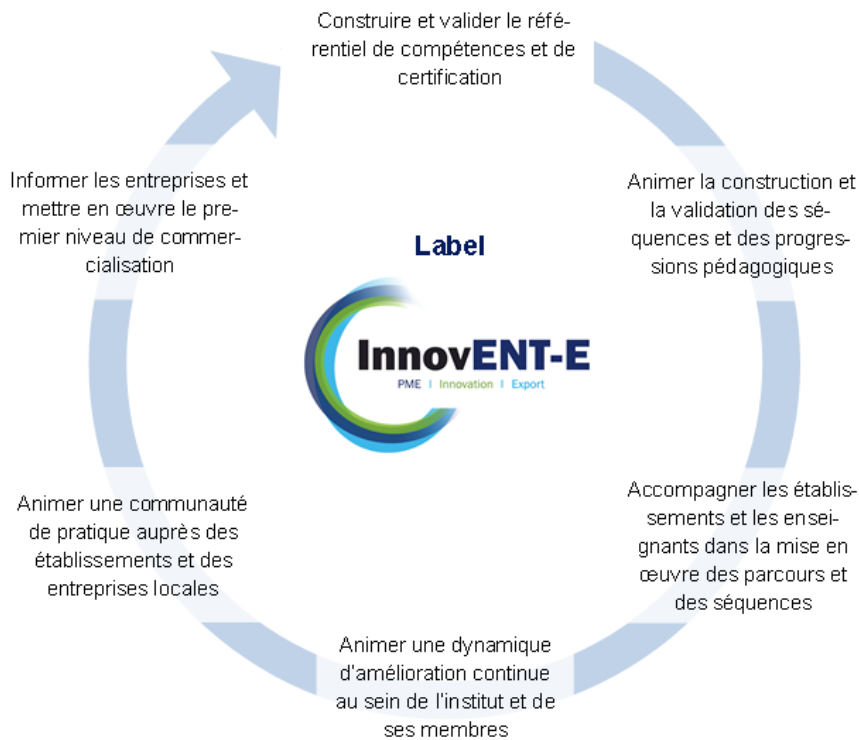 Construire et valider le réfé-
rentiel de compétences et de
certification
Animer la construction et
la validation des sé-
quences et des progres-
sions pédagogiques
Accompagner les établis-
sements et les ensei-
gnants dans la mise en
œuvre des parcours et
des séquences
Animer une dynamique
d'amélioration continue
au sein de l'institut et de
ses membres
Animer une communauté
de pratique auprès des
établissements et des
entreprises locales
Informer les entreprises et
mettre en œuvre le pre-
mier niveau de commer-
cialisation
Label
InnovENT-E
PME | Innovation | Export